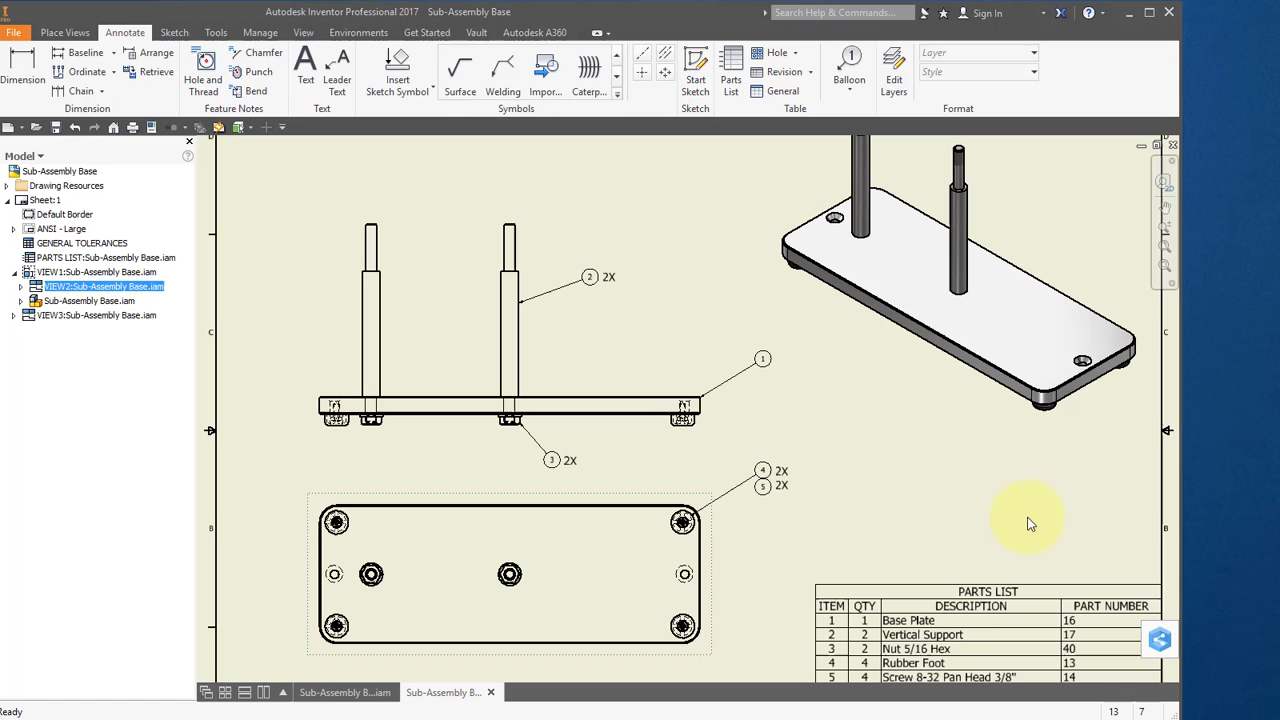 Autodesk Inventor Professional 2017 Sub-Assembly Base
Search Help & Commands...
Sign In
PRO
File Place Views Annotate Sketch Tools Manage View Environments Get Started Vault Autodesk A360
Dimension
Baseline
Ordinate
Chain
Arrange
Retrieve
Dimension
Hole and
Thread
Chamfer
Punch
Bend
Feature Notes
Text
Leader
Text
Text
Insert
Sketch Symbol
Surface
Welding
Impor...
Caterp...
Symbols
Start
Sketch
Sketch
Parts
List
Hole
Revision
General
Table
Balloon
Edit
Layers
Layer
Style
Format
Model
Sub-Assembly Base
Drawing Resources
Sheet:1
Default Border
ANSI - Large
GENERAL TOLERANCES
PARTS LIST:Sub-Assembly Base.iam
VIEW1:Sub-Assembly Base.iam
VIEW2:Sub-Assembly Base.iam
Sub-Assembly Base.iam
VIEW3:Sub-Assembly Base.iam
D
D
2D
2 2X
C
C
1
3 2X
4 2X
5 2X
B
B
PARTS LIST
ITEM QTY DESCRIPTION PART NUMBER
1 1 Base Plate 16
2 2 Vertical Support 17
3 2 Nut 5/16 Hex 40
4 4 Rubber Foot 13
5 4 Screw 8-32 Pan Head 3/8" 14
Sub-Assembly B...iam
Sub-Assembly B...
Ready
13 7